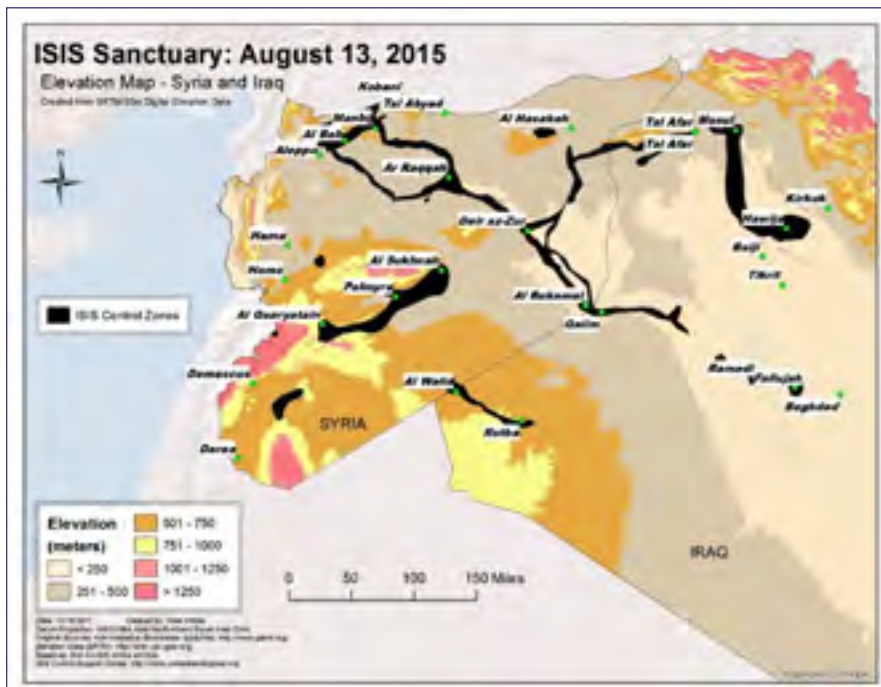 ISIS Sanctuary: August 13, 2015
Elevation Map - Syria and Iraq
Kobani
Tal Abyad
Manbij
Al Bab
Aleppo
Al Hasakah
Tal Afar
Mosul
Tal Afar
Ar Raqqah
Kirkuk
Hawija
Deir az-Zur
Hama
Baiji
Homs
Al Sukhnah
Tikrit
Palmyra
Al Bukamal
Qaim
ISIS Control Zones
Al Qaryatain
Ramadi
Fallujah
Baghdad
Damascus
Al Walid
SYRIA
Rutba
Daraa
Elevation
(meters)
< 250
251 - 500
501 - 750
751 - 1000
1001 - 1250
> 1250
IRAQ
0 50 100 150 Miles
N